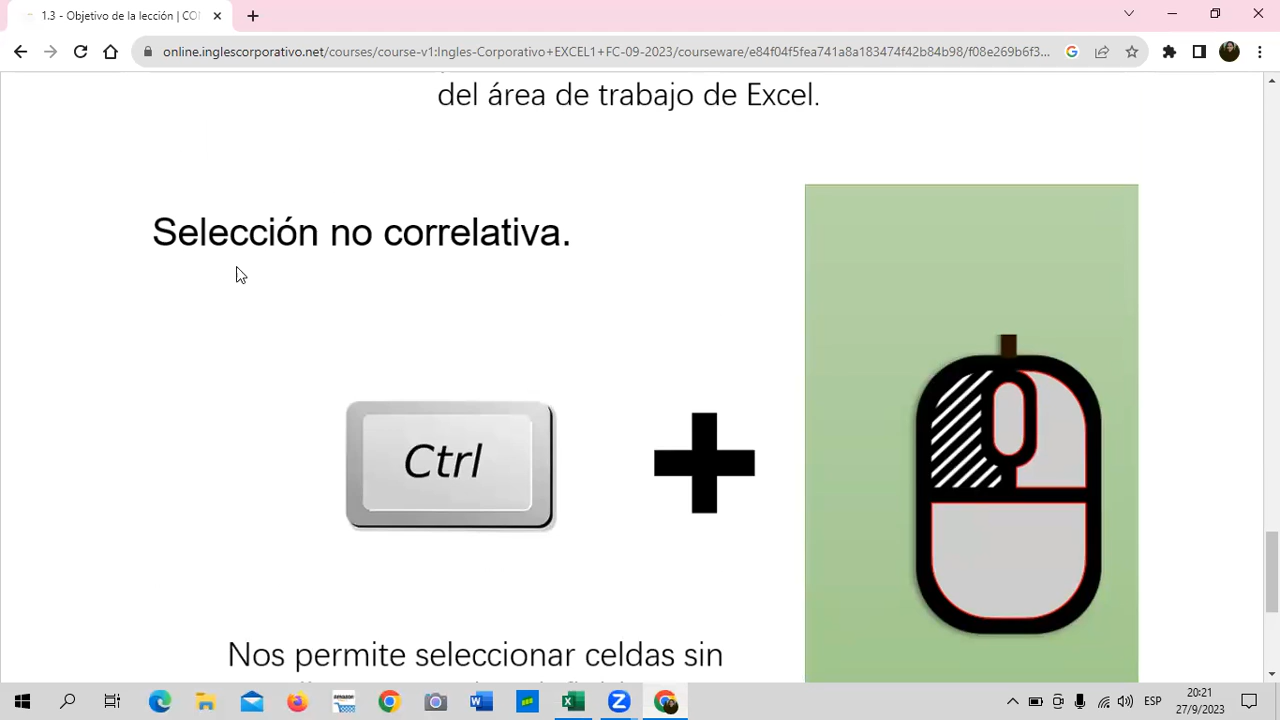 1.3 - Objetivo de la lección | CO
online.inglescorporativo.net/courses/course-v1:Ingles-Corporativo+EXCEL1+FC-09-2023/courseware/e84f04f5fea741a8a183474f42b84b98/f08e269b6f3...
del área de trabajo de Excel.
Selección no correlativa.
Ctrl
Nos permite seleccionar celdas sin
ESP
20:21
27/9/2023